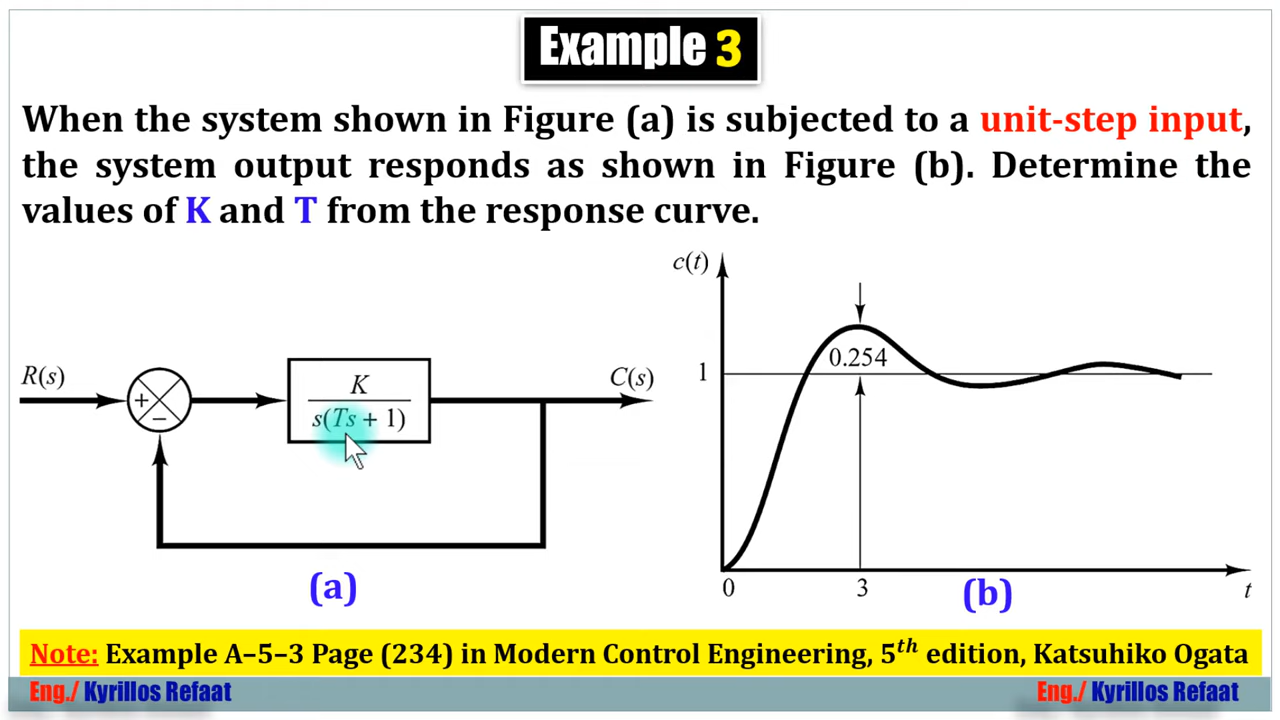 Example 3
When the system shown in Figure (a) is subjected to a unit-step input,
the system output responds as shown in Figure (b). Determine the
values of K and T from the response curve.
c(t)
R(s)
+
−
K
s(Ts + 1)
C(s)
0.254
1
0
3
t
(a)
(b)
Note: Example A–5–3 Page (234) in Modern Control Engineering, 5th edition, Katsuhiko Ogata
Eng./ Kyrillos Refaat
Eng./ Kyrillos Refaat